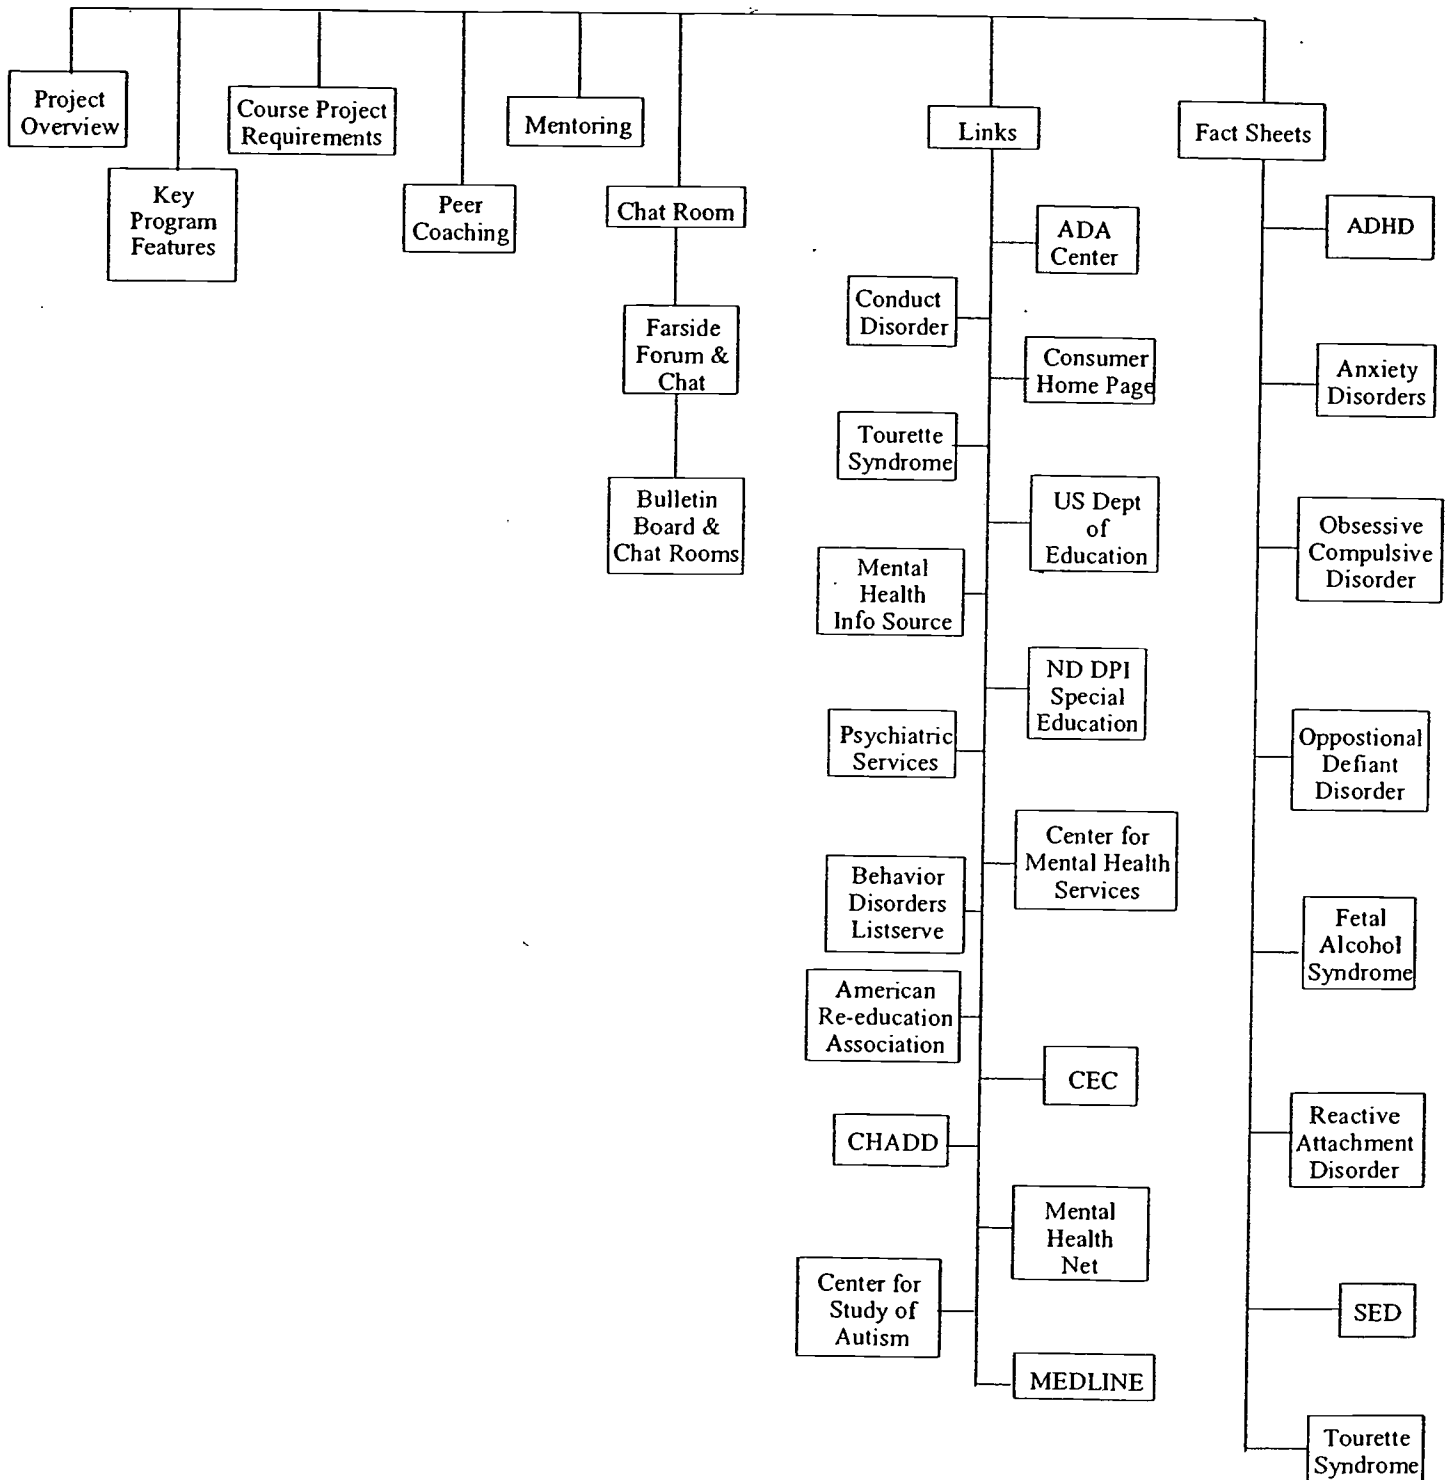 Project
Overview
Key
Program
Features
Course Project
Requirements
Peer
Coaching
Mentoring
Chat Room
Farside
Forum &
Chat
Bulletin
Board &
Chat Rooms
Links
ADA
Center
Conduct
Disorder
Consumer
Home Page
Tourette
Syndrome
US Dept
of
Education
Mental
Health
Info Source
ND DPI
Special
Education
Psychiatric
Services
Center for
Mental Health
Services
Behavior
Disorders
Listserve
American
Re-education
Association
CEC
CHADD
Mental
Health
Net
Center for
Study of
Autism
MEDLINE
Fact Sheets
ADHD
Anxiety
Disorders
Obsessive
Compulsive
Disorder
Oppostional
Defiant
Disorder
Fetal
Alcohol
Syndrome
Reactive
Attachment
Disorder
SED
Tourette
Syndrome